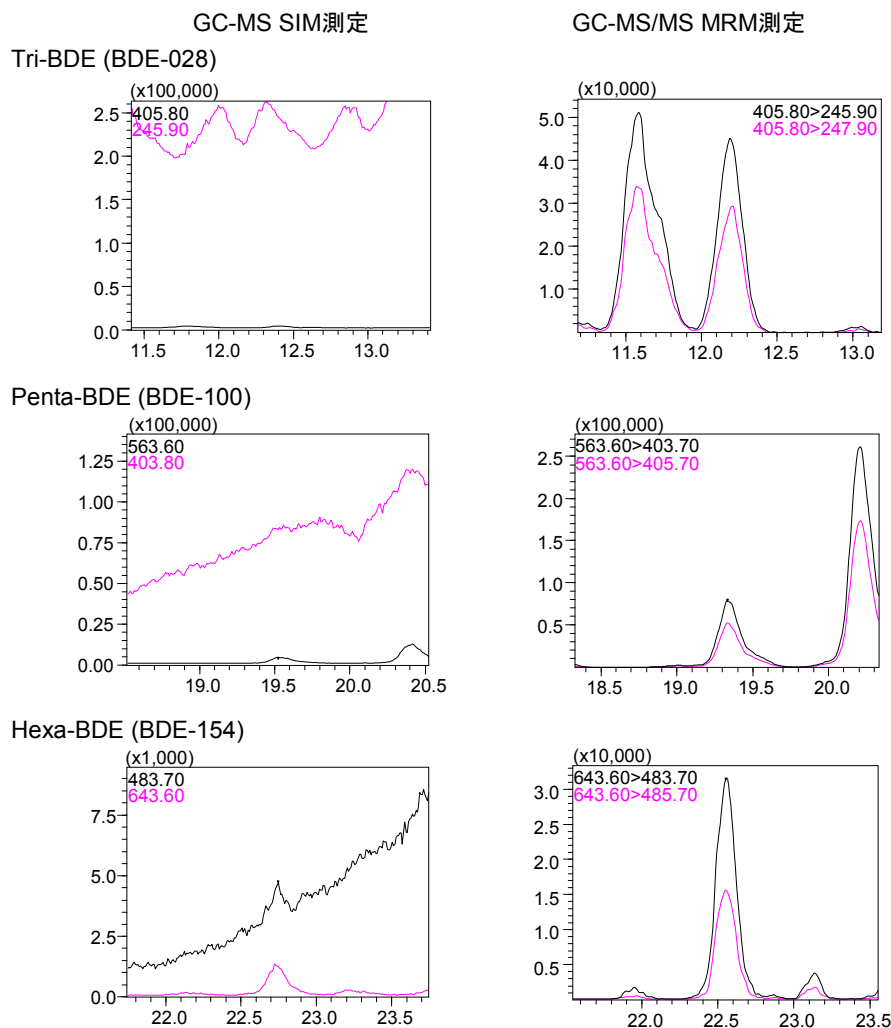 GC-MS SIM測定
GC-MS/MS MRM測定
Tri-BDE (BDE-028)
(x100,000)
405.80
245.90
2.5
2.0
1.5
1.0
0.5
0.0
11.5 12.0 12.5 13.0
(x10,000)
405.80>245.90
405.80>247.90
5.0
4.0
3.0
2.0
1.0
11.5 12.0 12.5 13.0
Penta-BDE (BDE-100)
(x100,000)
563.60
403.80
1.25
1.00
0.75
0.50
0.25
0.00
19.0 19.5 20.0 20.5
(x100,000)
563.60>403.70
563.60>405.70
2.5
2.0
1.5
1.0
0.5
18.5 19.0 19.5 20.0
Hexa-BDE (BDE-154)
(x1,000)
483.70
643.60
7.5
5.0
2.5
0.0
22.0 22.5 23.0 23.5
(x10,000)
643.60>483.70
643.60>485.70
3.0
2.5
2.0
1.5
1.0
0.5
22.0 22.5 23.0 23.5